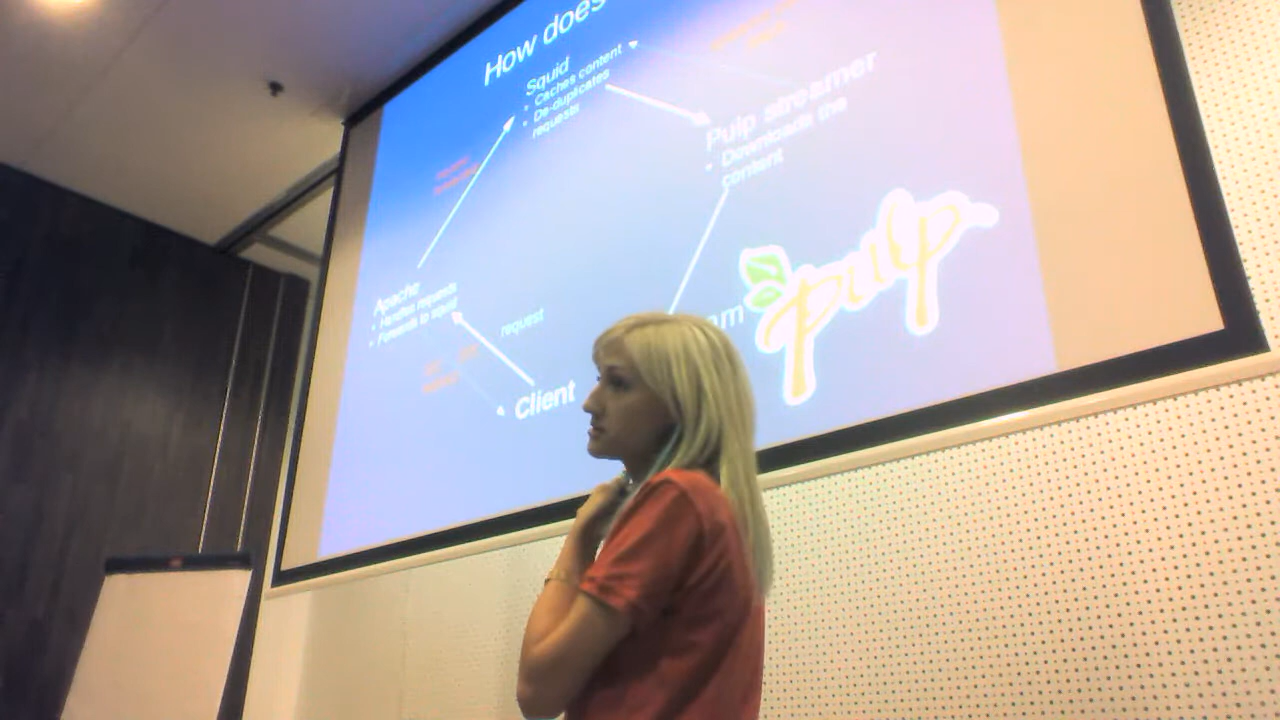 How does
Squid
• Caches content
• De-duplicates
requests
Pulp streamer
• Downloads the
content
Apache
• Handles requests
• Forwards to squid
request
Client
pulp